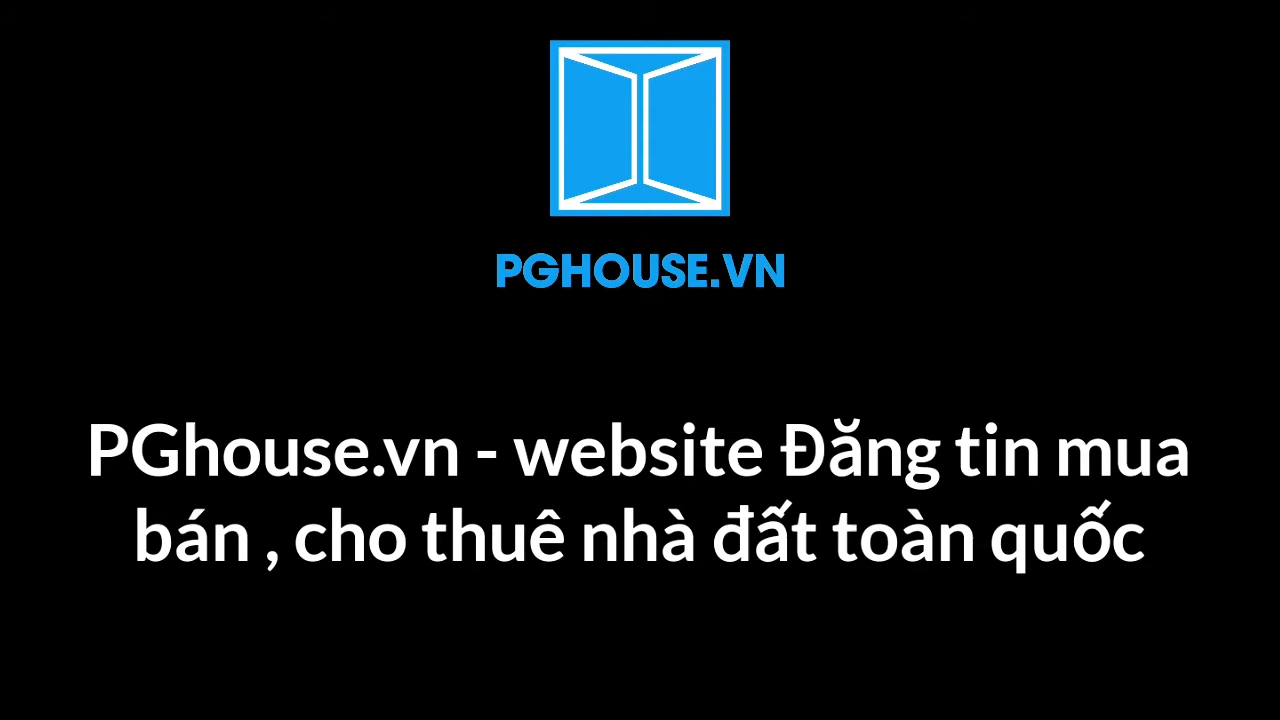 PGHOUSE.VN
PGhouse.vn - website Đăng tin mua
bán , cho thuê nhà đất toàn quốc